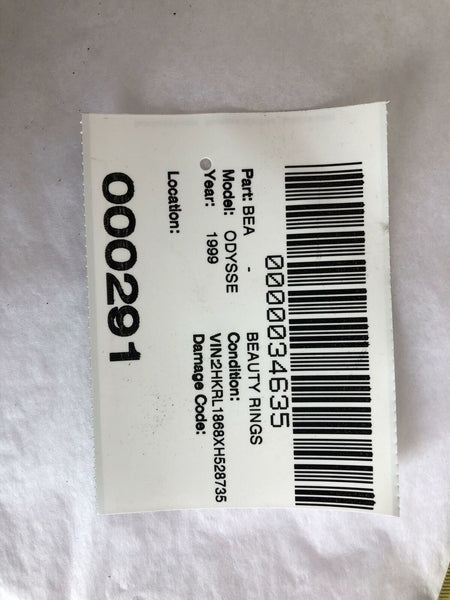 0000034635
Part: BEA - BEAUTY RINGS
Model: ODYSSE Condition:
Year: 1999 VIN2HKRL1868XH528735
Damage Code:
Location:
000291